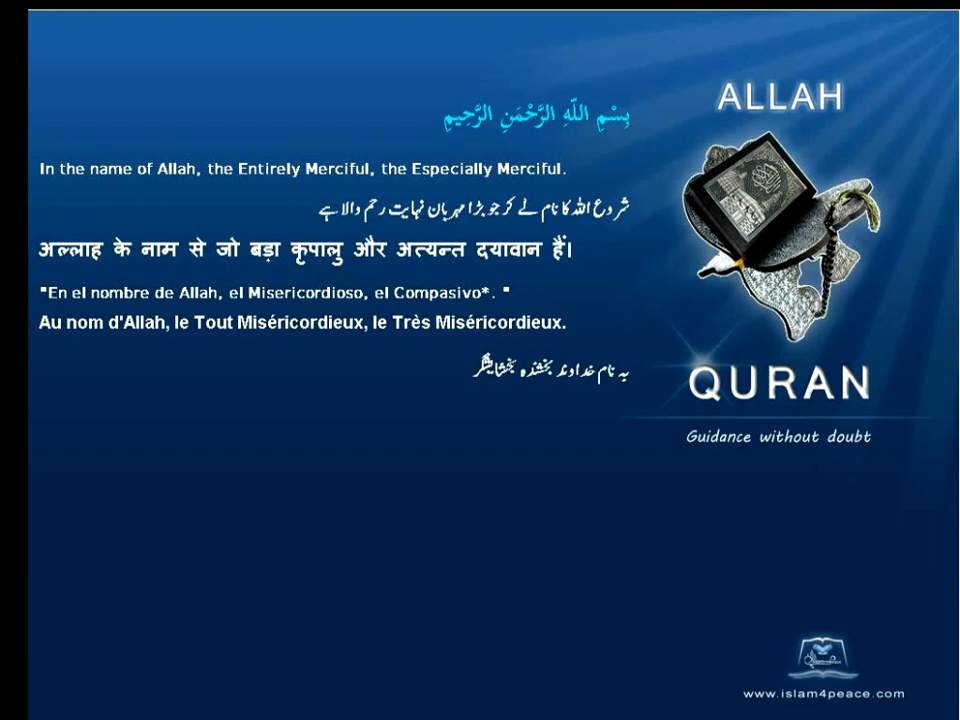 بِسْمِ اللَّهِ الرَّحْمَنِ الرَّحِيمِ
In the name of Allah, the Entirely Merciful, the Especially Merciful.
شروع الله کا نام لے کر جو بڑا مہربان نہایت رحم والا ہے
अल्लाह के नाम से जो बड़ा कृपालु और अत्यन्त दयावान हैं।
"En el nombre de Allah, el Misericordioso, el Compasivo*. "
Au nom d'Allah, le Tout Miséricordieux, le Très Miséricordieux.
به نام خداوند بخشنده بخشایشگر
ALLAH
QURAN
Guidance without doubt
www.islam4peace.com